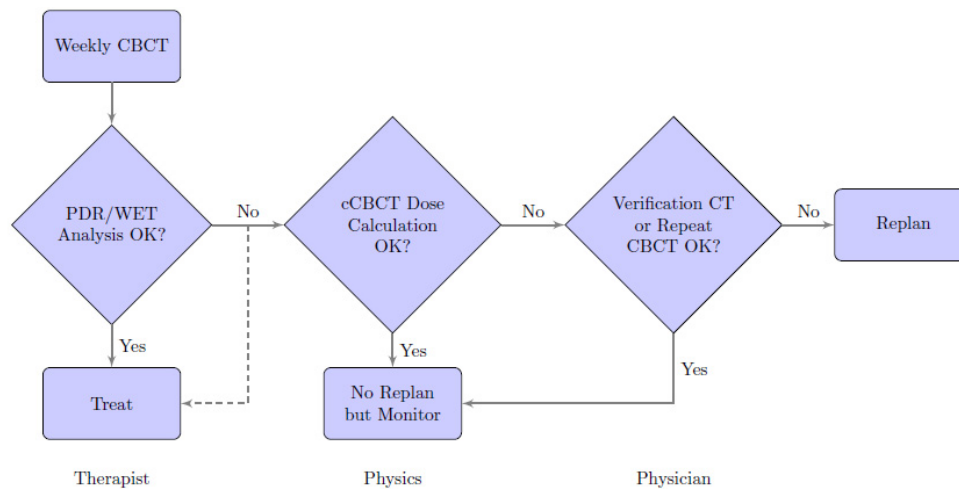 Weekly CBCT
PDR/WET
Analysis OK?
No
Yes
Treat
cCBCT Dose
Calculation
OK?
No
Yes
No Replan
but Monitor
Verification CT
or Repeat
CBCT OK?
No
Yes
Replan
Therapist
Physics
Physician